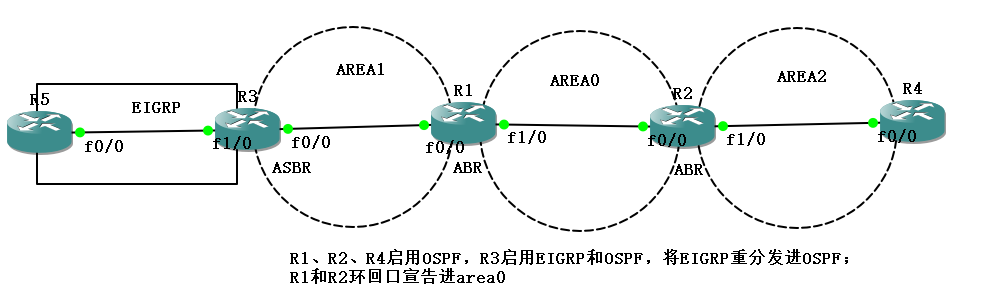 R5
EIGRP
R3
AREA1
R1
AREA0
R2
AREA2
R4
f0/0
f1/0
f0/0
f0/0
f1/0
f0/0
f1/0
f0/0
ASBR
ABR
ABR
R1、R2、R4启用OSPF，R3启用EIGRP和OSPF，将EIGRP重分发进OSPF；
R1和R2环回口宣告进area0